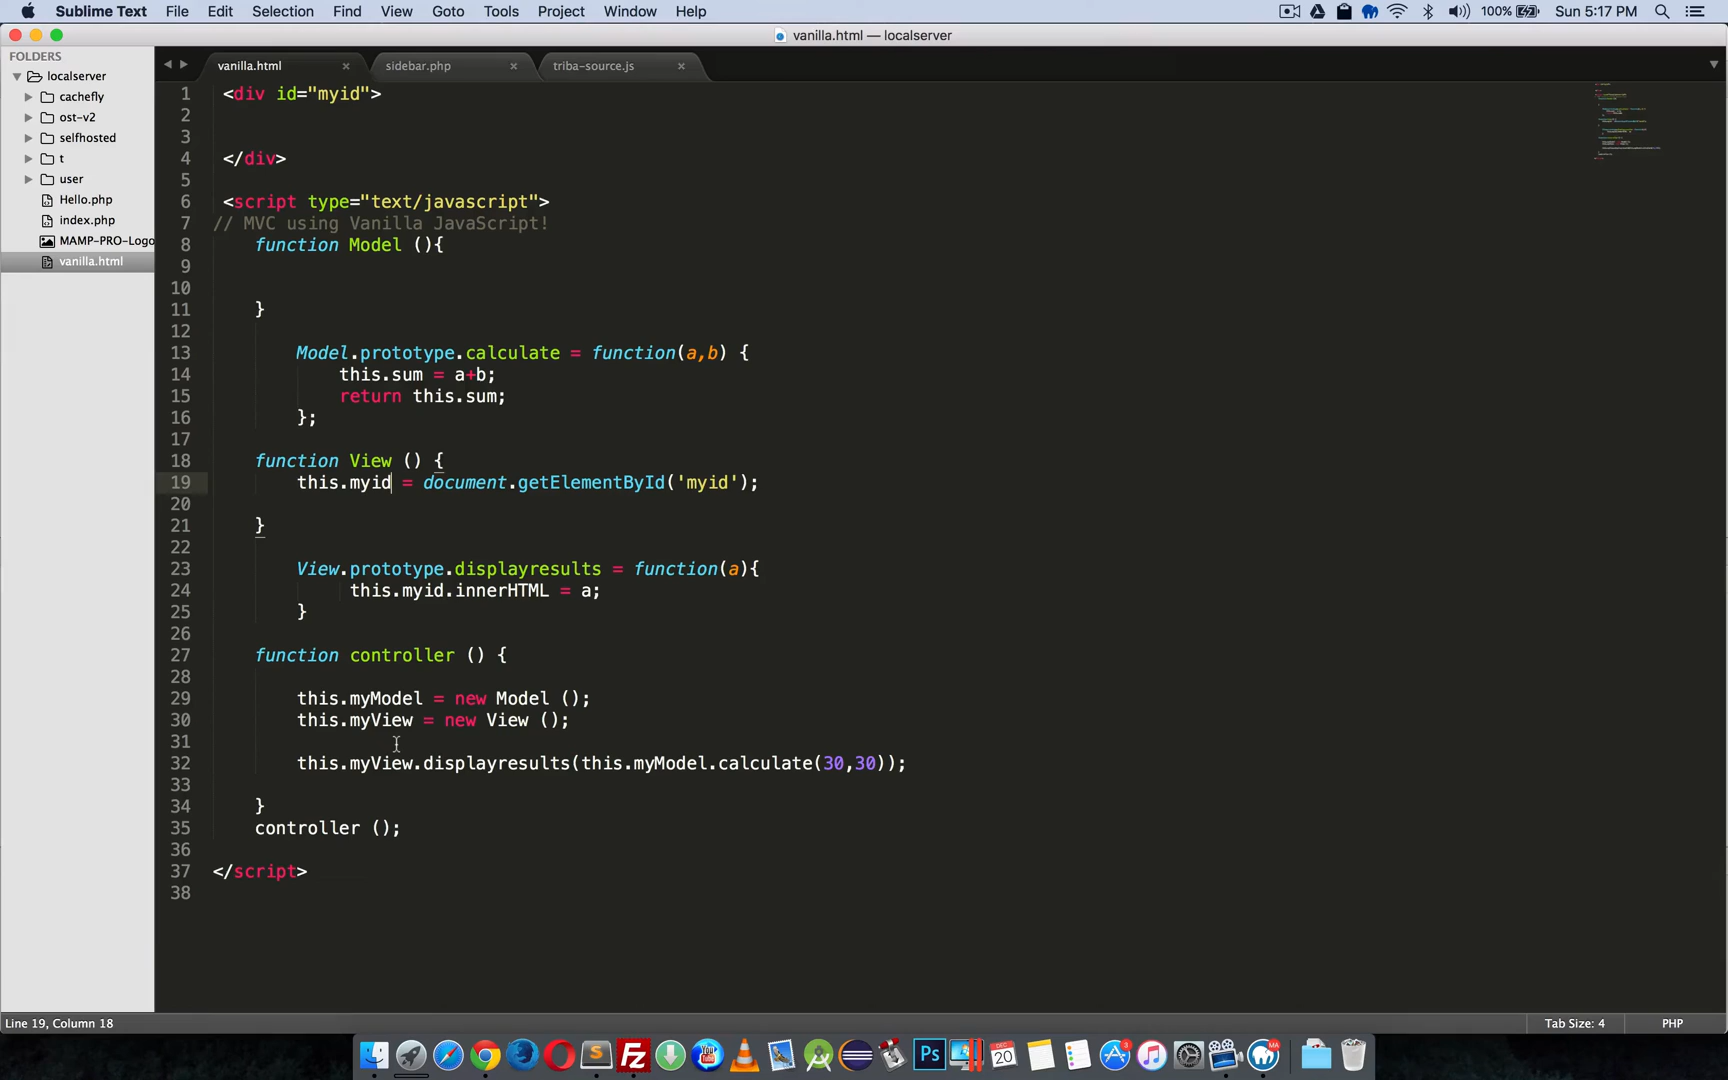 Sublime Text File Edit Selection Find View Goto Tools Project Window Help 100% Sun 5:17 PM
vanilla.html — localserver
FOLDERS
localserver
cachefly
ost-v2
selfhosted
t
user
Hello.php
index.php
MAMP-PRO-Logo
vanilla.html
vanilla.html sidebar.php triba-source.js
1 <div id="myid">
2
3
4 </div>
5
6 <script type="text/javascript">
7 // MVC using Vanilla JavaScript!
8 function Model (){
9
10
11 }
12
13 Model.prototype.calculate = function(a,b) {
14 this.sum = a+b;
15 return this.sum;
16 };
17
18 function View () {
19 this.myid = document.getElementById('myid');
20
21 }
22
23 View.prototype.displayresults = function(a){
24 this.myid.innerHTML = a;
25 }
26
27 function controller () {
28
29 this.myModel = new Model ();
30 this.myView = new View ();
31
32 this.myView.displayresults(this.myModel.calculate(30,30));
33
34 }
35 controller ();
36
37 </script>
38
Line 19, Column 18 Tab Size: 4 PHP